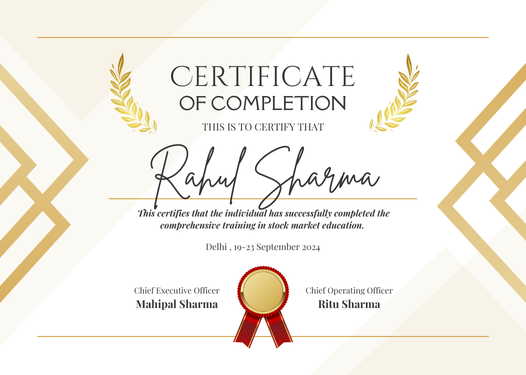 CERTIFICATE
OF COMPLETION
THIS IS TO CERTIFY THAT
Rahul Sharma
This certifies that the individual has successfully completed the
comprehensive training in stock market education.
Delhi , 19-23 September 2024
Chief Executive Officer
Mahipal Sharma
Chief Operating Officer
Ritu Sharma